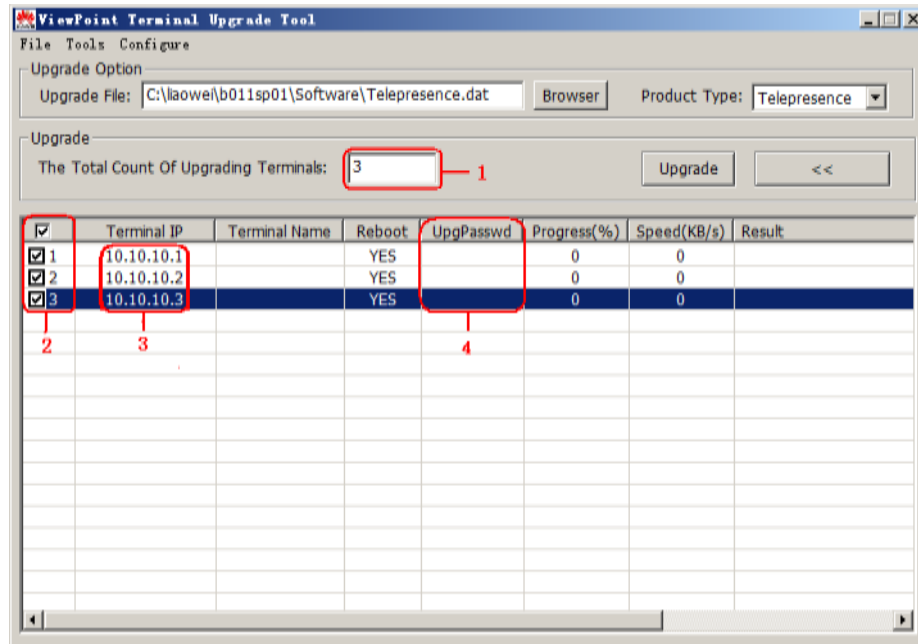 ViewPoint Terminal Upgrade Tool
File Tools Configure
Upgrade Option
Upgrade File: C:\liaowei\b011sp01\Software\Telepresence.dat Browser Product Type: Telepresence
Upgrade
The Total Count Of Upgrading Terminals: 3 1 Upgrade <<
Terminal IP Terminal Name Reboot UpgPasswd Progress(%) Speed(KB/s) Result
1 10.10.10.1 YES 0 0
2 10.10.10.2 YES 0 0
3 10.10.10.3 YES 0 0
2 3 4